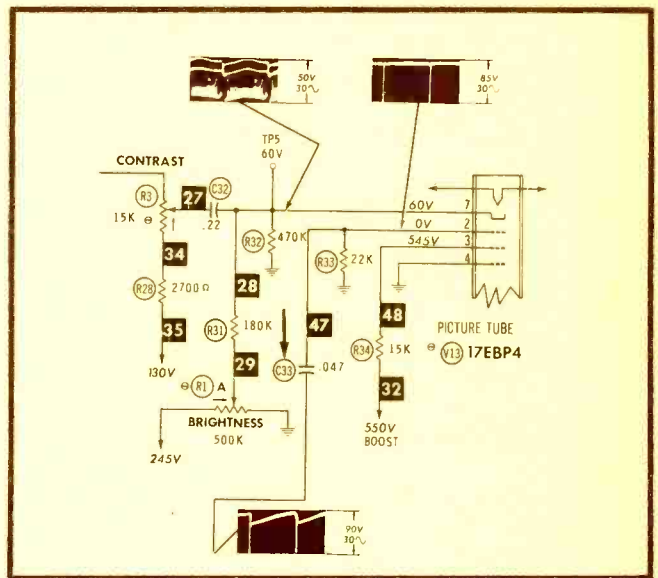 50V
30∿
85V
30∿
TP5
60V
CONTRAST
R3
27
C32
15K ⊖
.22
60V
7
0V
2
545V
3
4
R32
470K
R33
22K
34
28
R28
2700Ω
47
48
35
R31
180K
PICTURE TUBE
⊖ V13 17EBP4
R34
15K
130V
29
C33
.047
32
⊖ R1 A
BRIGHTNESS
500K
550V
BOOST
245V
90V
30∿